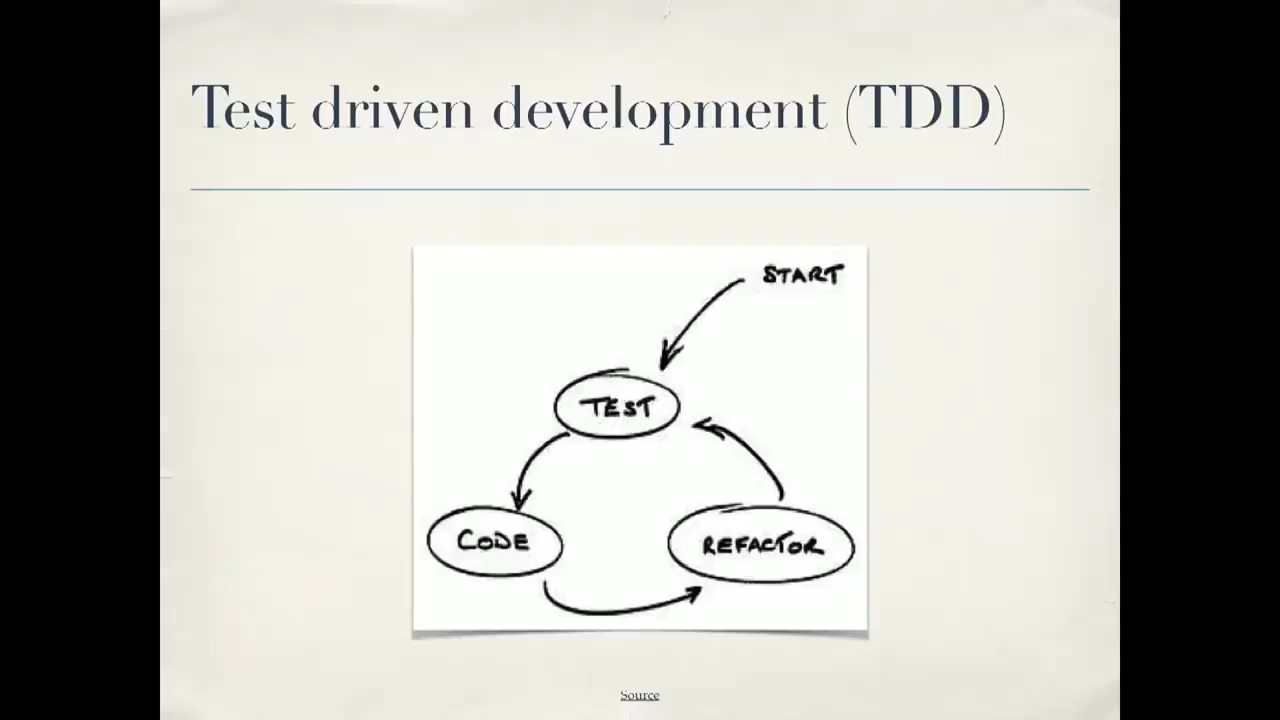 Test driven development (TDD)
START
TEST
CODE
REFACTOR
Source